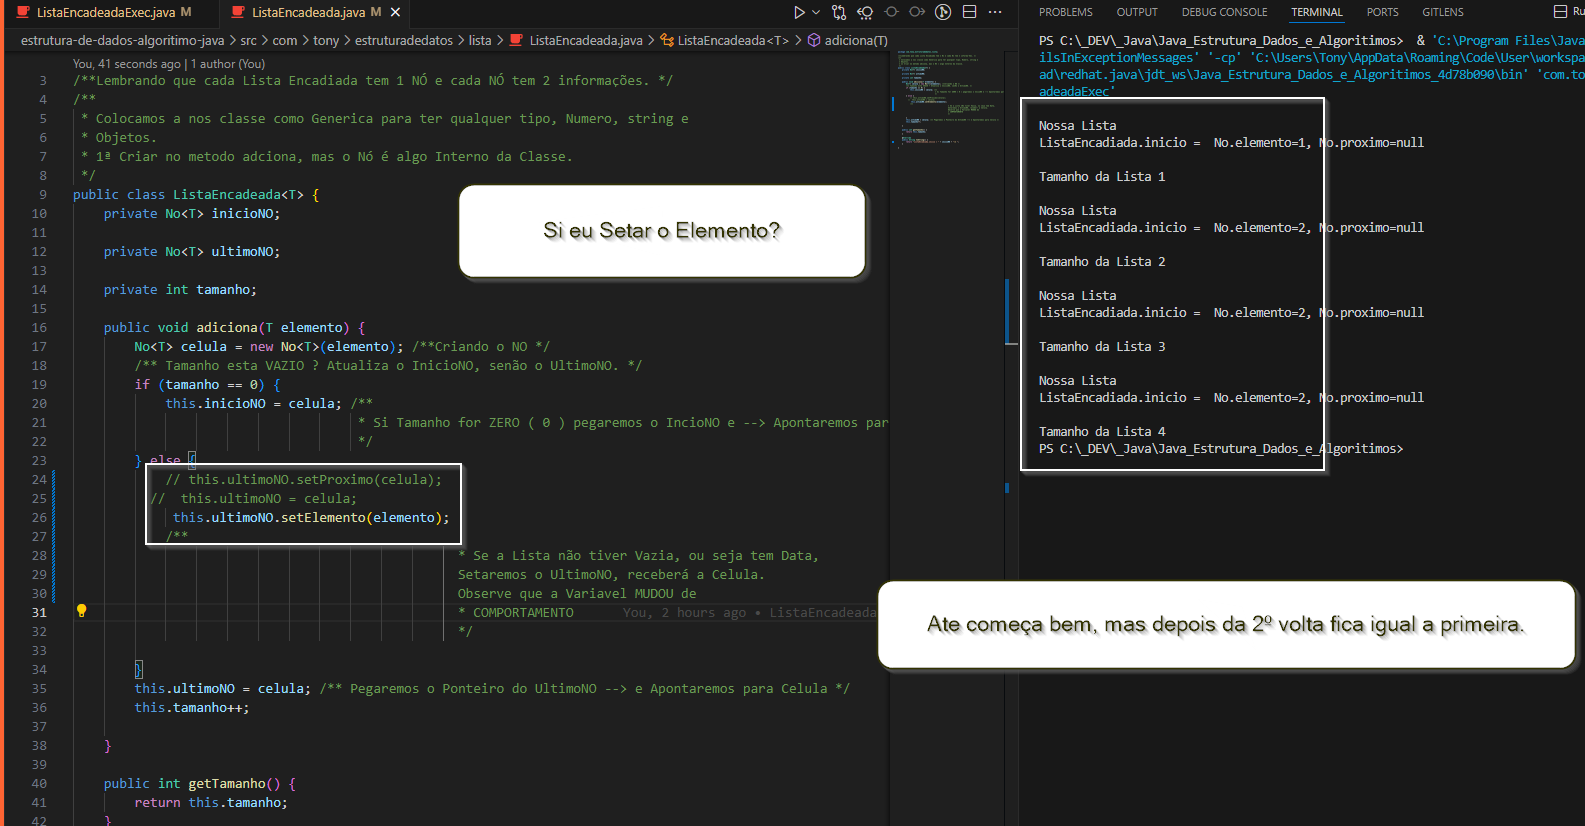 ListaEncadeadaExec.java M
ListaEncadeada.java M
estrutura-de-dados-algoritimo-java > src > com > tony > estruturadedatos > lista > ListaEncadeada.java > ListaEncadeada<T> > adiciona(T)
You, 41 seconds ago | 1 author (You)
3 /**Lembrando que cada Lista Encadiada tem 1 NÓ e cada NÓ tem 2 informações. */
4 /**
5 * Colocamos a nos classe como Generica para ter qualquer tipo, Numero, string e
6 * Objetos.
7 * 1ª Criar no metodo adciona, mas o Nó é algo Interno da Classe.
8 */
9 public class ListaEncadeada<T> {
10 private No<T> inicioNO;
11
12 private No<T> ultimoNO;
13
14 private int tamanho;
15
16 public void adiciona(T elemento) {
17 No<T> celula = new No<T>(elemento); /**Criando o NO */
18 /** Tamanho esta VAZIO ? Atualiza o InicioNO, senão o UltimoNO. */
19 if (tamanho == 0) {
20 this.inicioNO = celula; /**
21 * Si Tamanho for ZERO ( 0 ) pegaremos o IncioNO e --> Apontaremos par
22 */
23 } else {
24 // this.ultimoNO.setProximo(celula);
25 // this.ultimoNO = celula;
26 this.ultimoNO.setElemento(elemento);
27 /**
28 * Se a Lista não tiver Vazia, ou seja tem Data,
29 Setaremos o UltimoNO, receberá a Celula.
30 Observe que a Variavel MUDOU de
31 * COMPORTAMENTO You, 2 hours ago • ListaEncadeada
32 */
33
34 }
35 this.ultimoNO = celula; /** Pegaremos o Ponteiro do UltimoNO --> e Apontaremos para Celula */
36 this.tamanho++;
37
38 }
39
40 public int getTamanho() {
41 return this.tamanho;
42 }
Si eu Setar o Elemento?
PROBLEMS OUTPUT DEBUG CONSOLE TERMINAL PORTS GITLENS Ru
PS C:\_DEV\_Java\Java_Estrutura_Dados_e_Algoritimos> & 'C:\Program Files\Java
ilsInExceptionMessages' '-cp' 'C:\Users\Tony\AppData\Roaming\Code\User\workspa
ad\redhat.java\jdt_ws\Java_Estrutura_Dados_e_Algoritimos_4d78b090\bin' 'com.to
adeadaExec'
Nossa Lista
ListaEncadiada.inicio = No.elemento=1, No.proximo=null
Tamanho da Lista 1
Nossa Lista
ListaEncadiada.inicio = No.elemento=2, No.proximo=null
Tamanho da Lista 2
Nossa Lista
ListaEncadiada.inicio = No.elemento=2, No.proximo=null
Tamanho da Lista 3
Nossa Lista
ListaEncadiada.inicio = No.elemento=2, No.proximo=null
Tamanho da Lista 4
PS C:\_DEV\_Java\Java_Estrutura_Dados_e_Algoritimos>
Ate começa bem, mas depois da 2º volta fica igual a primeira.